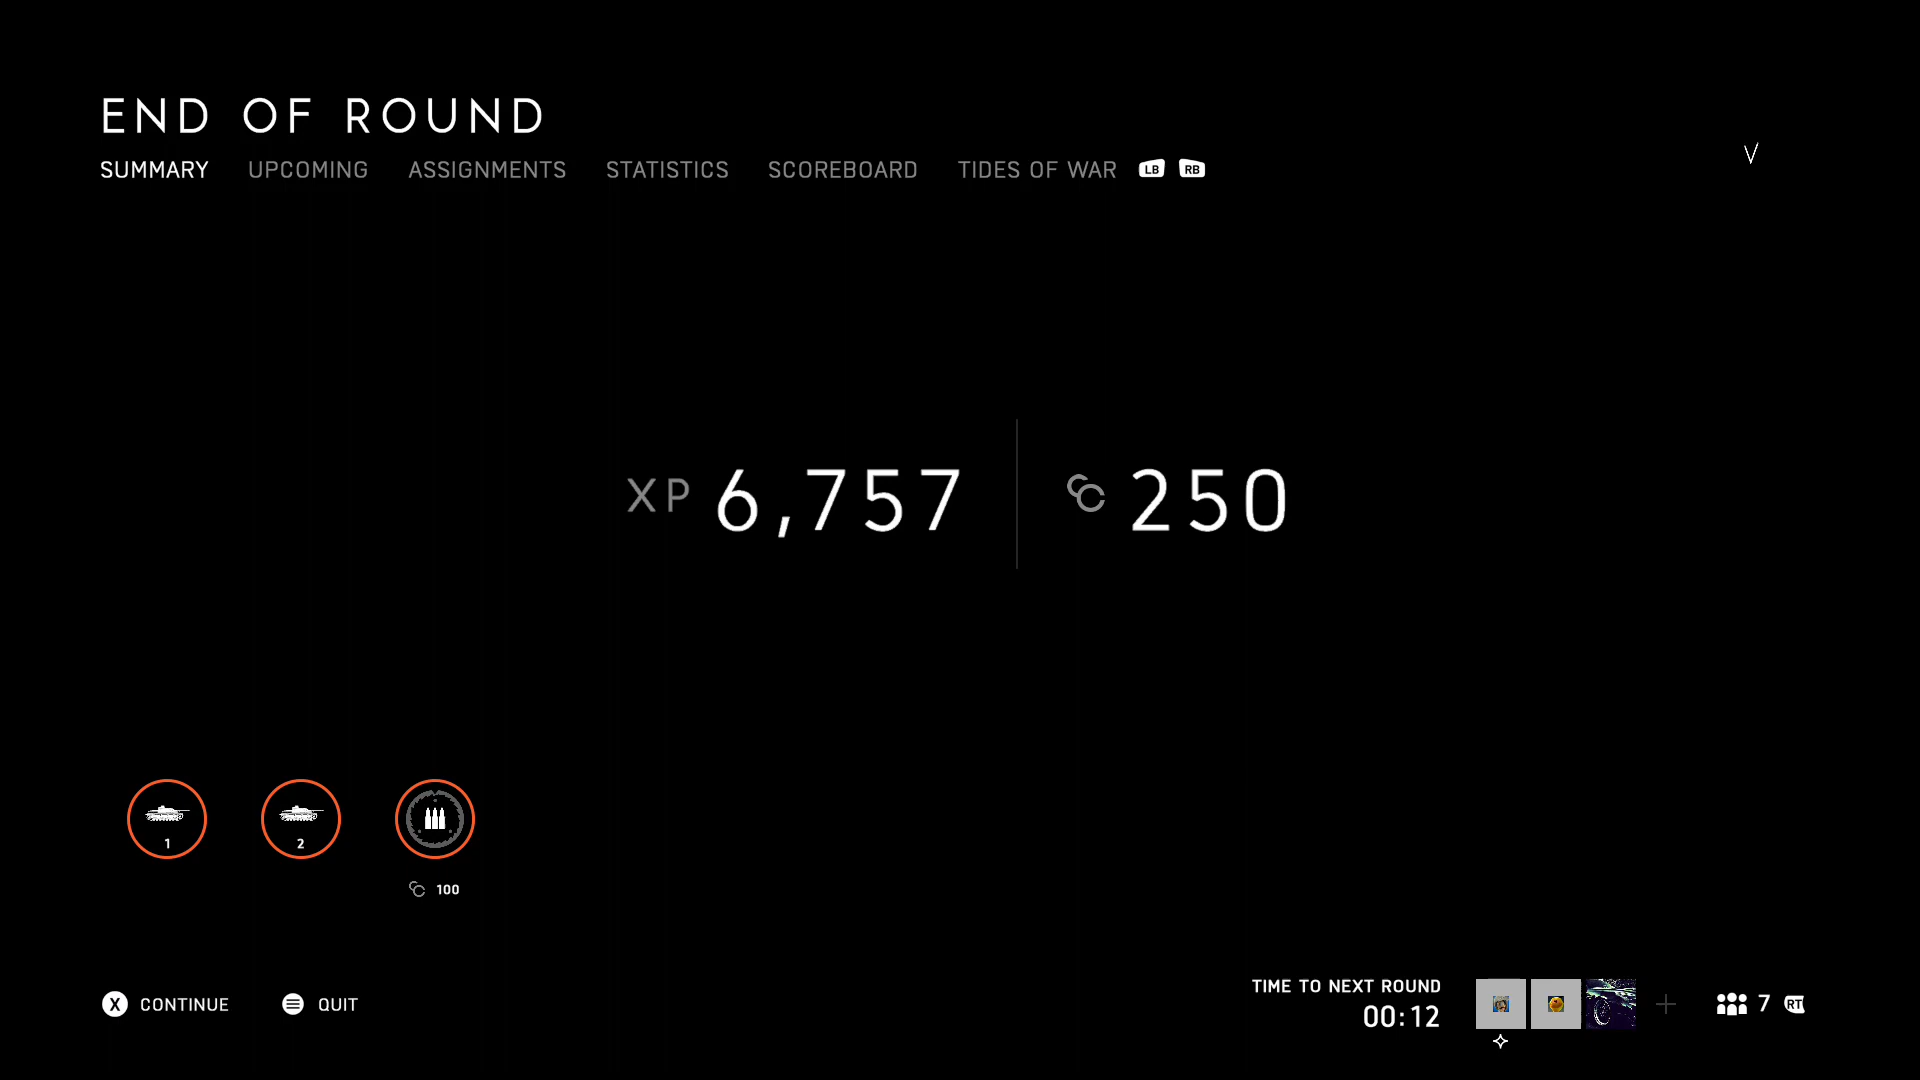 END OF ROUND
SUMMARY UPCOMING ASSIGNMENTS STATISTICS SCOREBOARD TIDES OF WAR LB RB
V
XP 6,757 250
1 2
100
X CONTINUE QUIT
TIME TO NEXT ROUND
00:12
7 RT